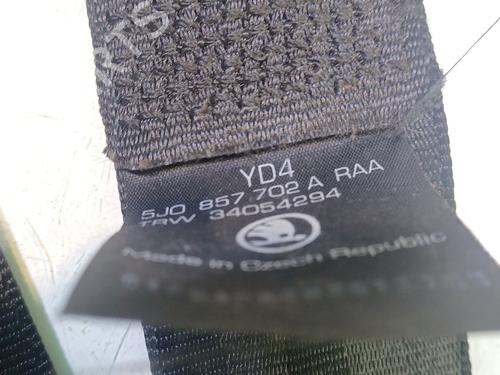 YD4
5J0 857 702 A RAA
TRW 34054294
Made in Czech Republic